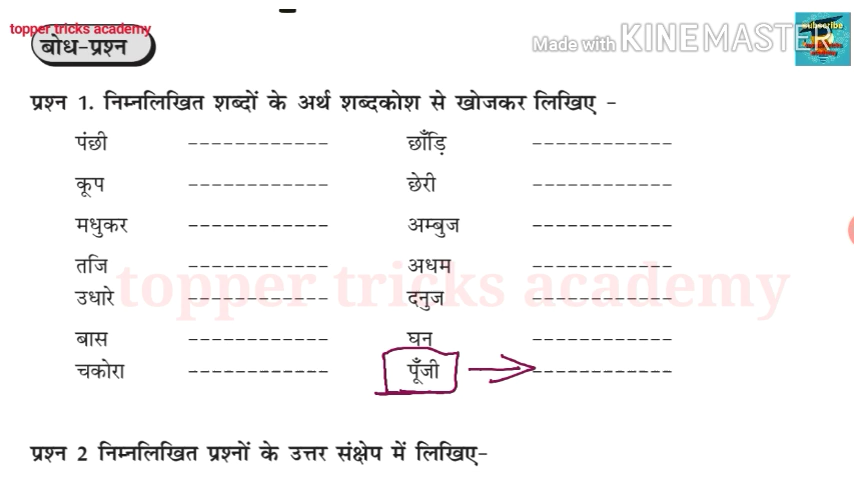 topper tricks academy
बोध-प्रश्न
Made with KINEMASTER
subscribe
प्रश्न 1. निम्नलिखित शब्दों के अर्थ शब्दकोश से खोजकर लिखिए -
पंछी ------------ छाँड़ि ------------
कूप ------------ छेरी ------------
मधुकर ------------ अम्बुज ------------
तजि ------------ अधम ------------
topper tricks academy
उधारे ------------ दनुज ------------
बास ------------ घन ------------
चकोरा ------------ पूँजी ------------
प्रश्न 2 निम्नलिखित प्रश्नों के उत्तर संक्षेप में लिखिए-